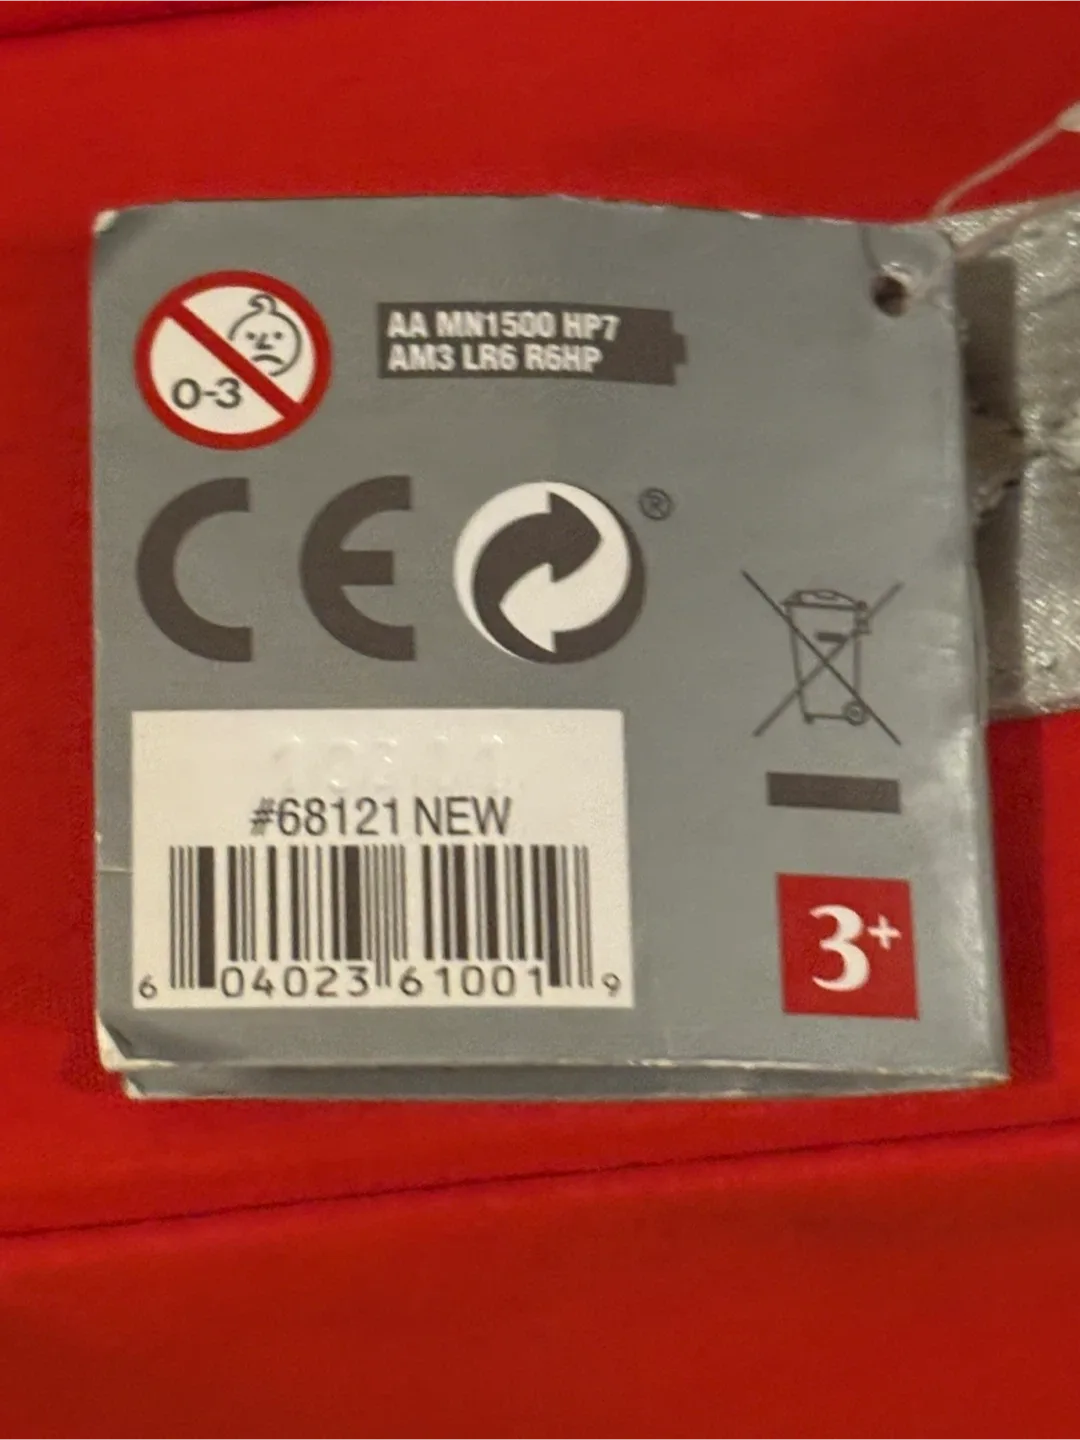 0-3
AA MN1500 HP7
AM3 LR6 R6HP
CE
®
#68121 NEW
6 04023 61001 9
3+